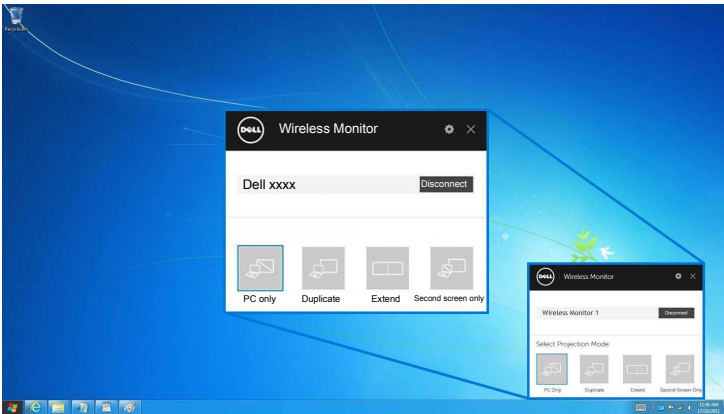 Recycle Bin
DELL
Wireless Monitor
Dell xxxx
Disconnect
PC only
Duplicate
Extend
Second screen only
DELL
Wireless Monitor
Wireless Monitor 1
Disconnect
Select Projection Mode
PC Only
Duplicate
Extend
Second Screen Only